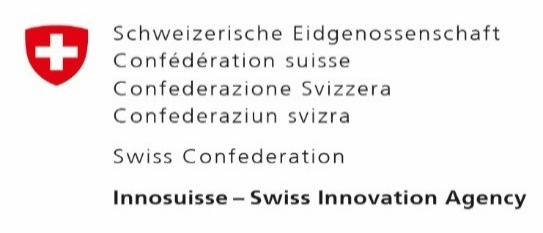 Schweizerische Eidgenossenschaft
Confédération suisse
Confederazione Svizzera
Confederaziun svizra
Swiss Confederation
Innosuisse – Swiss Innovation Agency